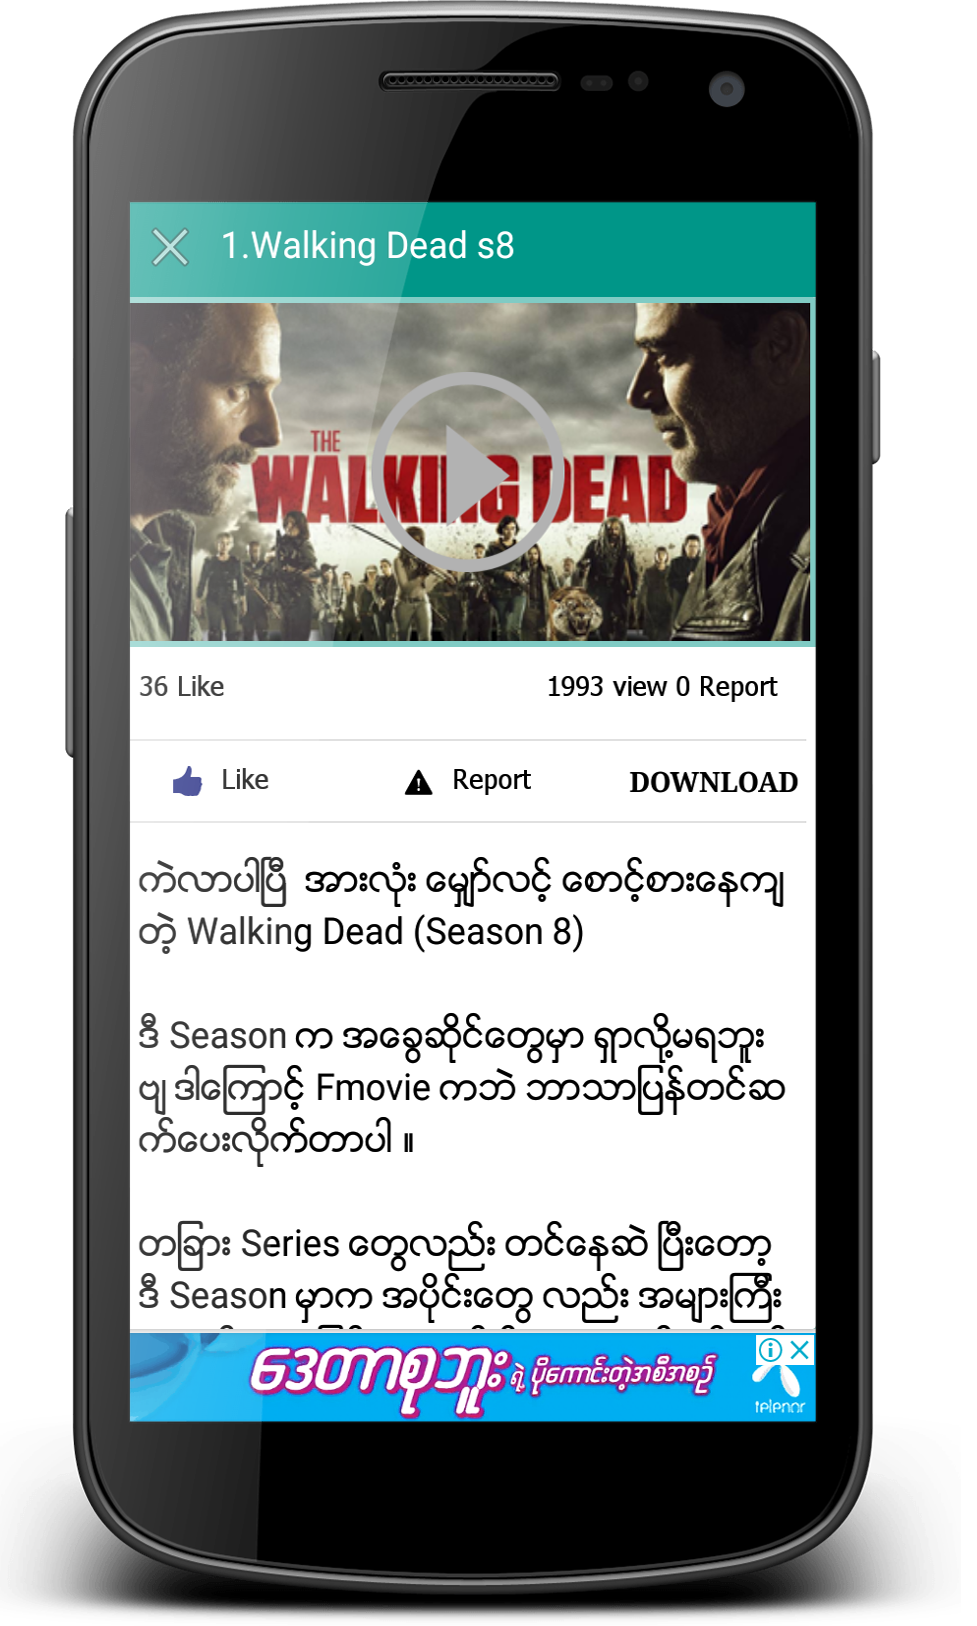 1.Walking Dead s8
THE
WALKING DEAD
36 Like
1993 view 0 Report
Like
Report
DOWNLOAD
ကဲလာပါပြီ အားလုံး မျှော်လင့် စောင့်စားနေကျ
တဲ့ Walking Dead (Season 8)
ဒီ Season က အခွေဆိုင်တွေမှာ ရှာလို့မရဘူး
ဗျ ဒါကြောင့် Fmovie ကဘဲ ဘာသာပြန်တင်ဆ
က်ပေးလိုက်တာပါ ။
တခြား Series တွေလည်း တင်နေဆဲ ပြီးတော့
ဒီ Season မှာက အပိုင်းတွေ လည်း အများကြီး
ဒေတာစုဘူး ရဲ့ ပိုကောင်းတဲ့အစီအစဉ်
telenor